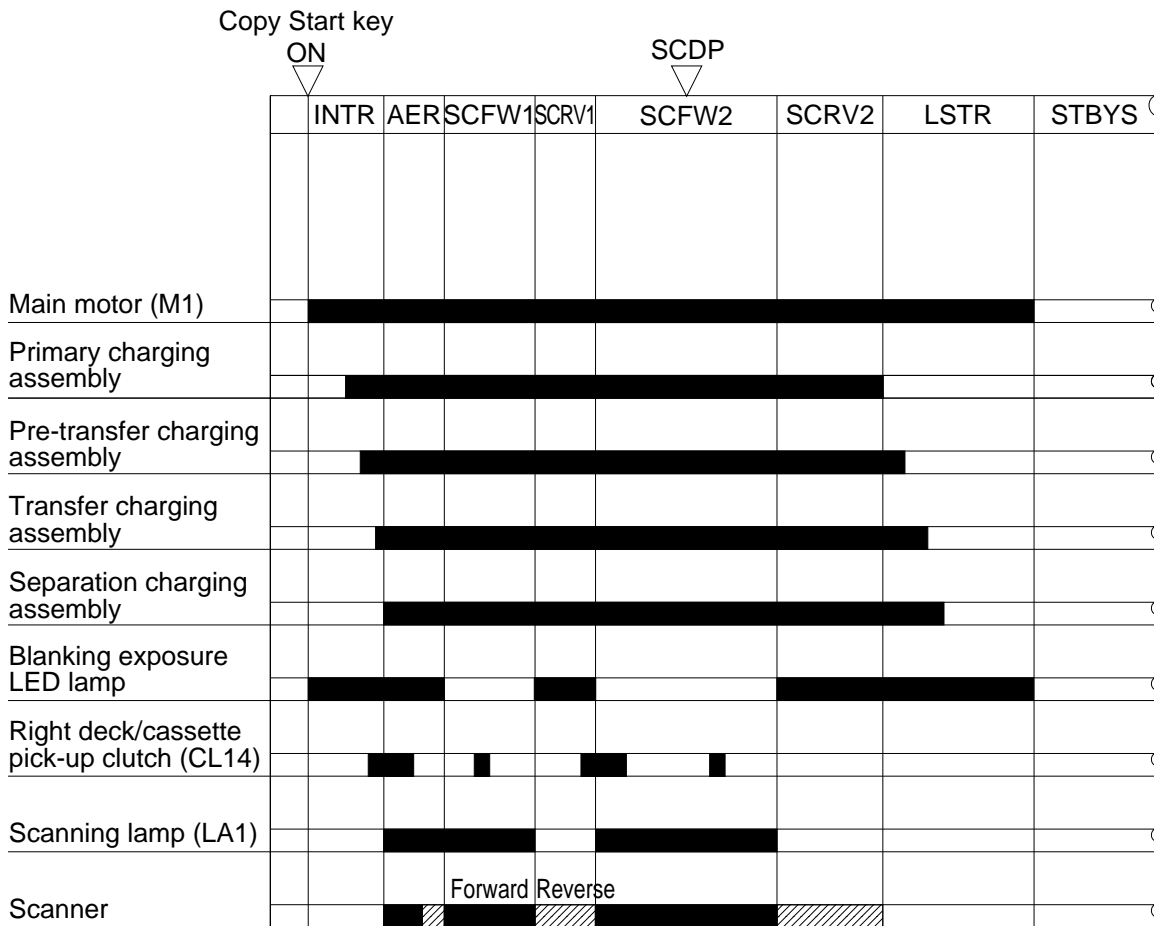 Copy Start key
ON
SCDP
INTR AER SCFW1 SCRV1 SCFW2 SCRV2 LSTR STBYS
Main motor (M1)
Primary charging
assembly
Pre-transfer charging
assembly
Transfer charging
assembly
Separation charging
assembly
Blanking exposure
LED lamp
Right deck/cassette
pick-up clutch (CL14)
Scanning lamp (LA1)
Forward Reverse
Scanner